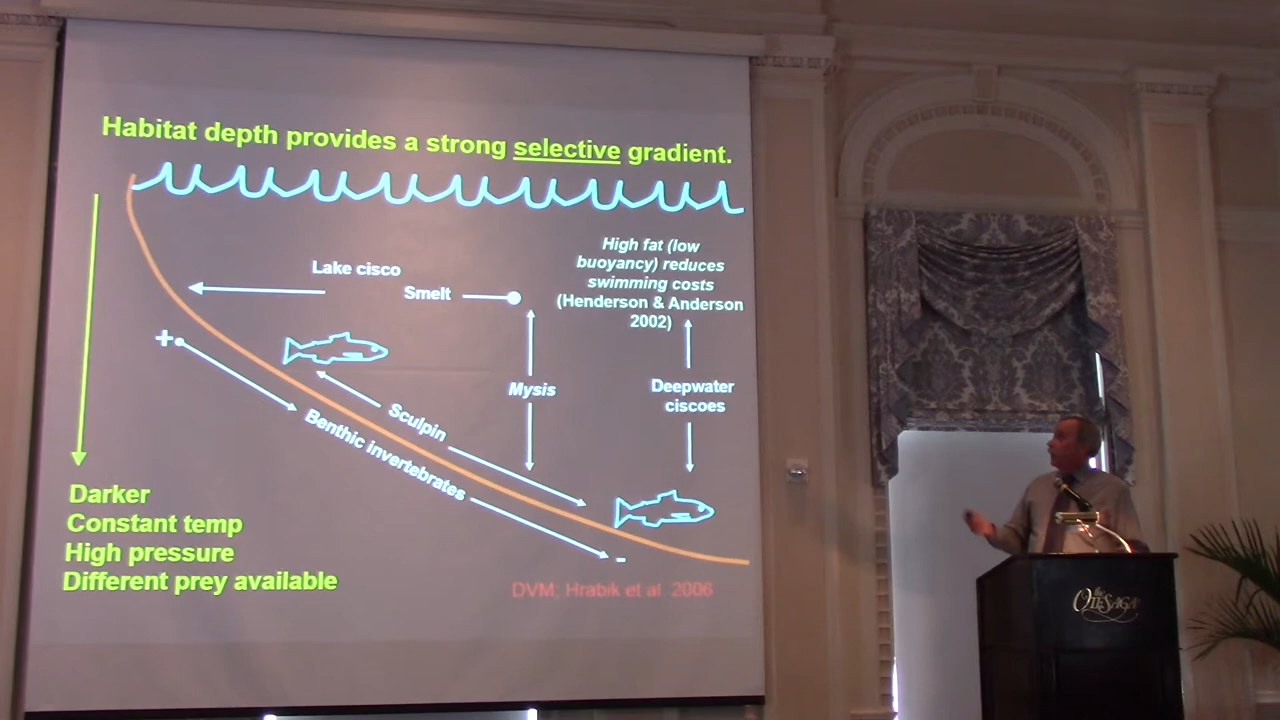 Habitat depth provides a strong selective gradient.
High fat (low
buoyancy) reduces
swimming costs
(Henderson & Anderson
2002)
Lake cisco
Smelt
+
Mysis
Deepwater
ciscoes
Sculpin
Benthic invertebrates
-
Darker
Constant temp
High pressure
Different prey available
DVM; Hrabik et al. 2006
the
OTESAGA